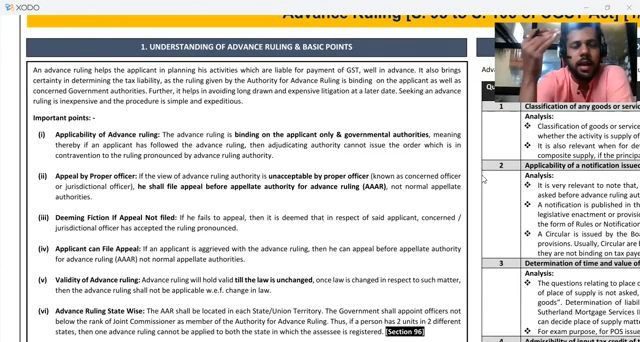 XODO
Advance Ruling [S. 95 to S. 106 of CGST Act]
1. UNDERSTANDING OF ADVANCE RULING & BASIC POINTS
An advance ruling helps the applicant in planning his activities which are liable for payment of GST, well in advance. It also brings
certainty in determining the tax liability, as the ruling given by the Authority for Advance Ruling is binding on the applicant as well as
concerned Government authorities. Further, it helps in avoiding long drawn and expensive litigation at a later date. Seeking an advance
ruling is inexpensive and the procedure is simple and expeditious.
Important points: -
(i) Applicability of Advance ruling: The advance ruling is binding on the applicant only & governmental authorities, meaning
thereby if an applicant has followed the advance ruling, then adjudicating authority cannot issue the order which is in
contravention to the ruling pronounced by advance ruling authority.
(ii) Appeal by Proper officer: If the view of advance ruling authority is unacceptable by proper officer (known as concerned officer
or jurisdictional officer), he shall file appeal before appellate authority for advance ruling (AAAR), not normal appellate
authorities.
(iii) Deeming Fiction If Appeal Not filed: If he fails to appeal, then it is deemed that in respect of said applicant, concerned /
jurisdictional officer has accepted the ruling pronounced.
(iv) Applicant can File Appeal: If an applicant is aggrieved with the advance ruling, then he can appeal before appellate authority
for advance ruling (AAAR) not normal appellate authorities.
(v) Validity of Advance ruling: Advance ruling will hold valid till the law is unchanged, once law is changed in respect to such matter,
then the advance ruling shall not be applicable w.e.f. change in law.
(vi) Advance Ruling State Wise: The AAR shall be located in each State/Union Territory. The Government shall appoint officers not
below the rank of Joint Commissioner as member of the Authority for Advance Ruling. Thus, if a person has 2 units in 2 different
states, then one advance ruling cannot be applied to both the state in which the assessee is registered. [Section 96]
Adva
Qu
1 Classification of any goods or servic
Analysis:
❖ Classification of goods or service
whether the activity is supply of
❖ It is also relevant when for de
composite supply, if the principa
2 Applicability of a notification issued
Analysis:
❖ It is very relevant to note that,
asked before advance ruling aut
❖ A notification is published in th
legislative enactment or provisio
the form of Rules or Notification
❖ A Circular is issued by the Boa
provisions. Usually, Circulars are b
they are not binding on tax paye
3 Determination of time and value of
Analysis:
❖ The questions relating to place o
of place of supply is not asked,
goods". Determination of liabili
Sutherland Mortgage Services I
can decide place of supply matter
❖ For exam purpose, for POS issue
4 Admissibility of input tax credit of t